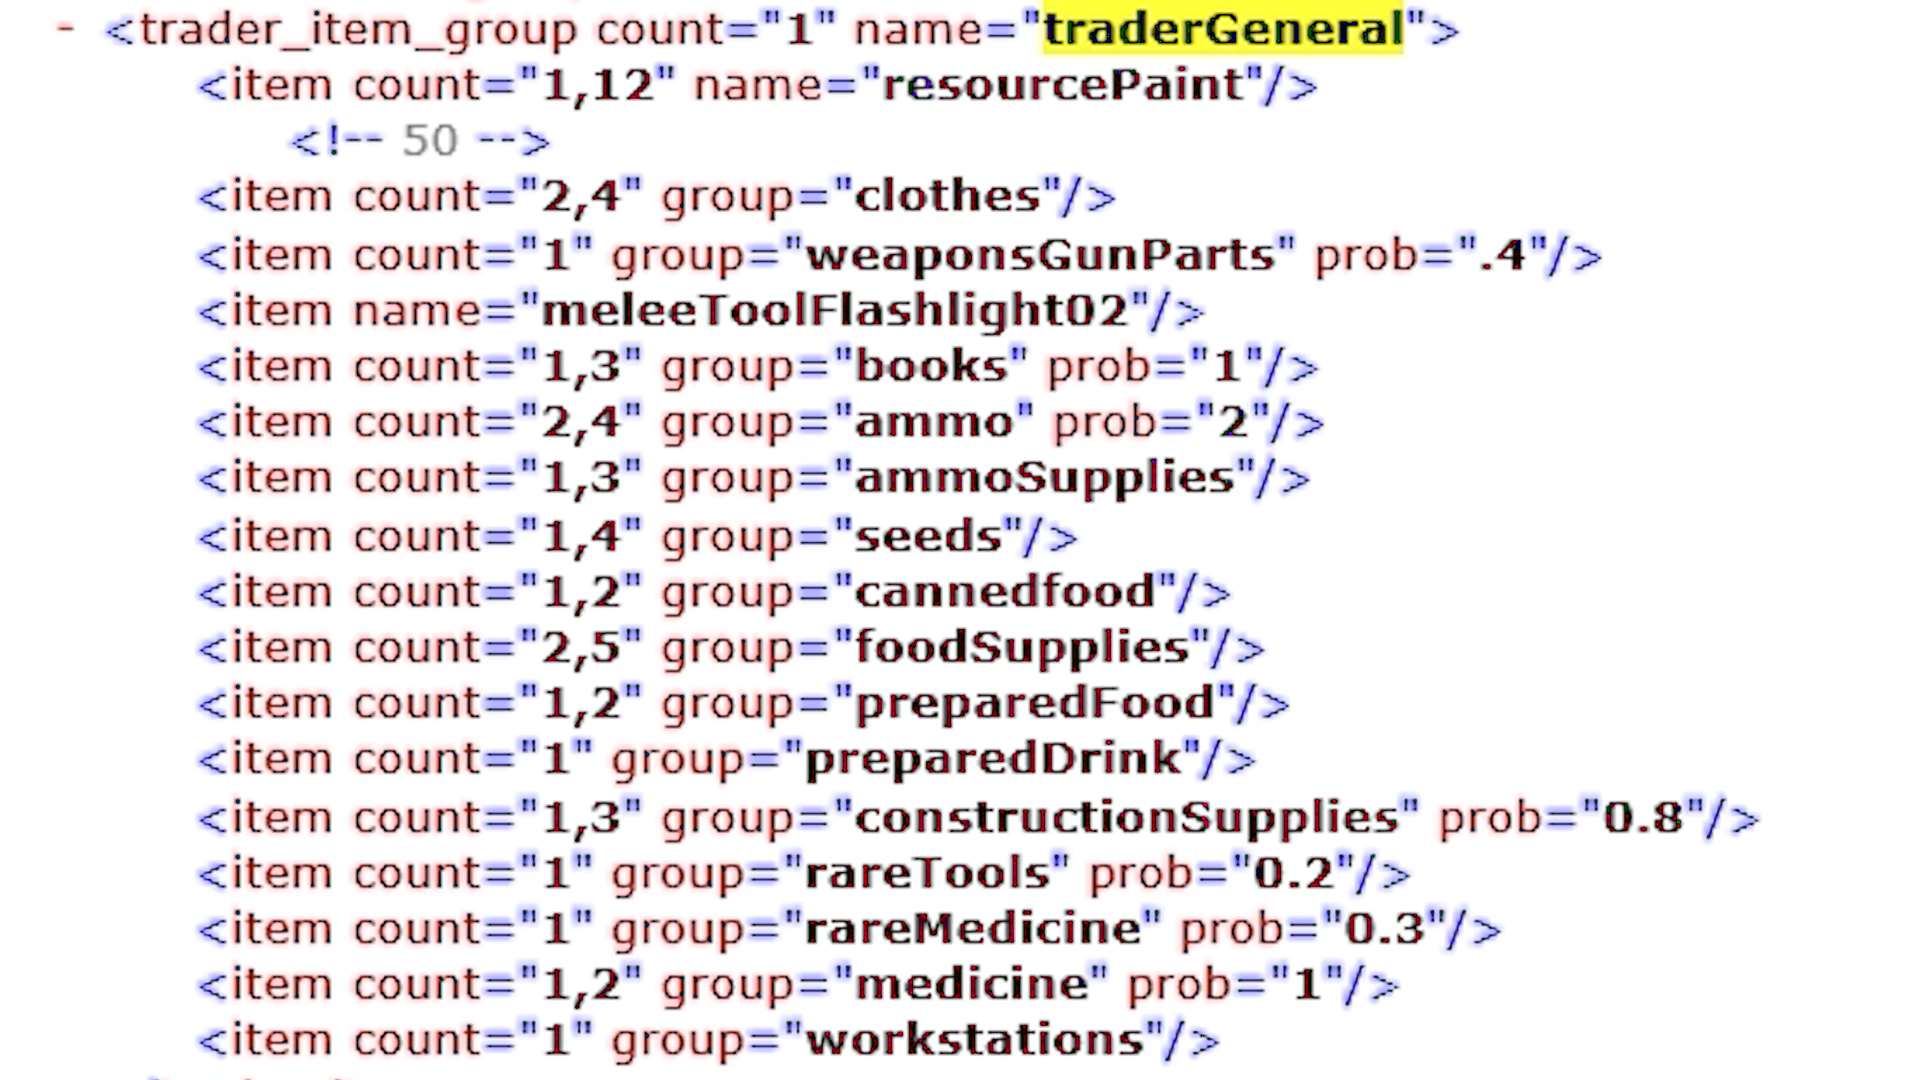 - <trader_item_group count="1" name="traderGeneral">
<item count="1,12" name="resourcePaint"/>
<!-- 50 -->
<item count="2,4" group="clothes"/>
<item count="1" group="weaponsGunParts" prob=".4"/>
<item name="meleeToolFlashlight02"/>
<item count="1,3" group="books" prob="1"/>
<item count="2,4" group="ammo" prob="2"/>
<item count="1,3" group="ammoSupplies"/>
<item count="1,4" group="seeds"/>
<item count="1,2" group="cannedfood"/>
<item count="2,5" group="foodSupplies"/>
<item count="1,2" group="preparedFood"/>
<item count="1" group="preparedDrink"/>
<item count="1,3" group="constructionSupplies" prob="0.8"/>
<item count="1" group="rareTools" prob="0.2"/>
<item count="1" group="rareMedicine" prob="0.3"/>
<item count="1,2" group="medicine" prob="1"/>
<item count="1" group="workstations"/>